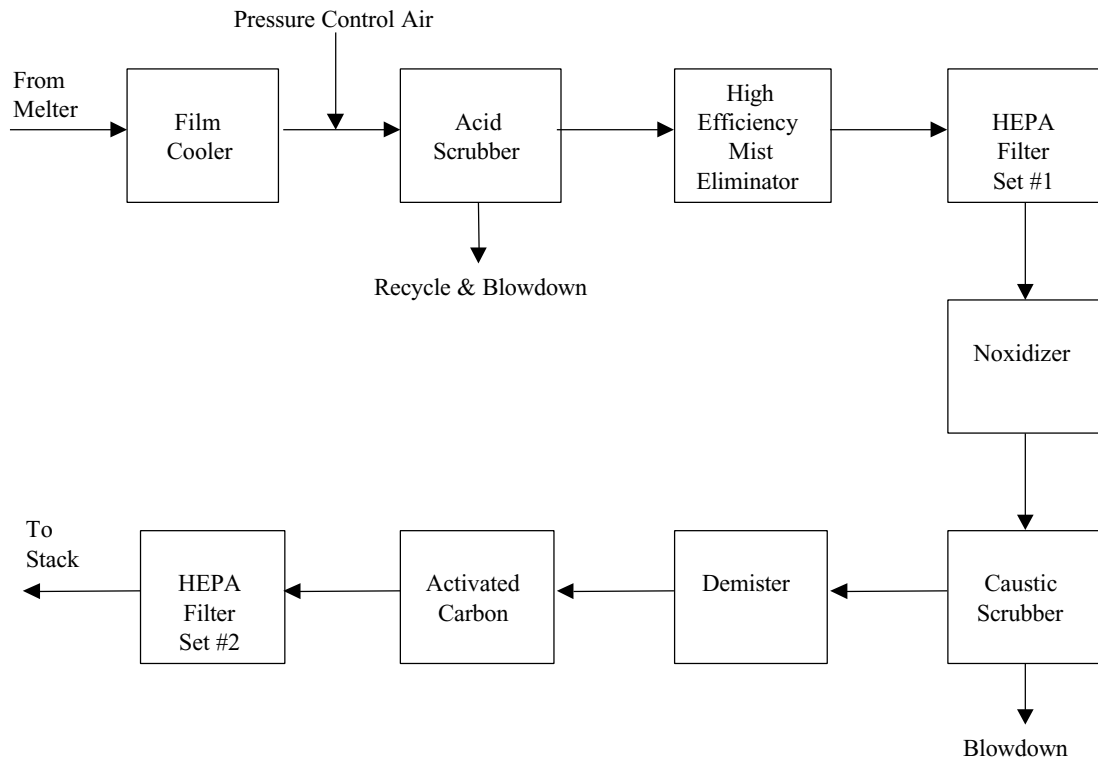 Pressure Control Air
From
Melter
Film
Cooler
Acid
Scrubber
High
Efficiency
Mist
Eliminator
HEPA
Filter
Set #1
Recycle & Blowdown
Noxidizer
To
Stack
HEPA
Filter
Set #2
Activated
Carbon
Demister
Caustic
Scrubber
Blowdown